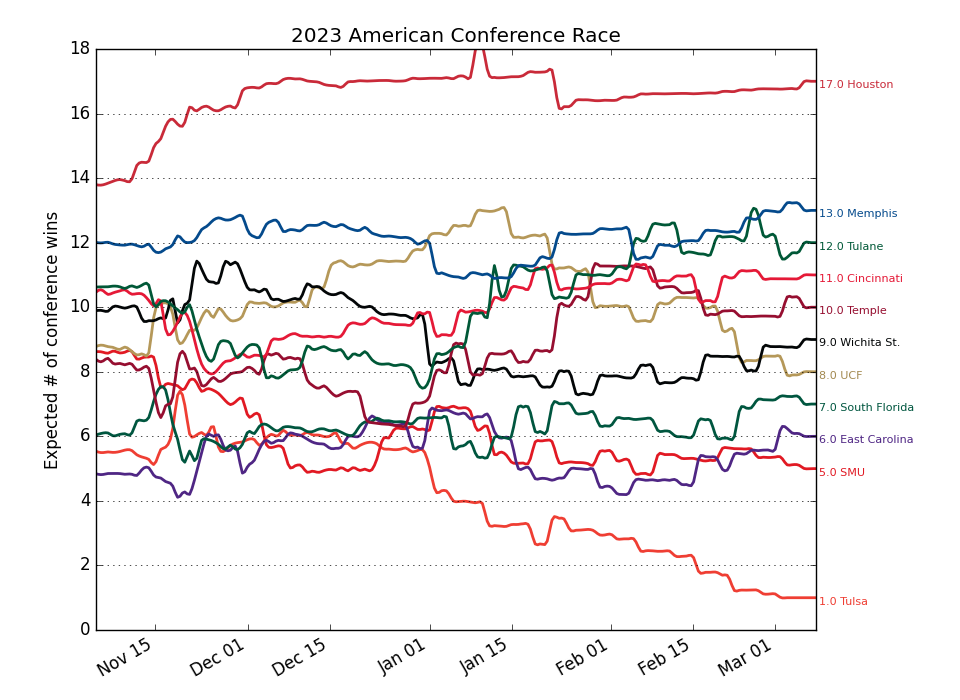 2023 American Conference Race
Expected # of conference wins
18
16
14
12
10
8
6
4
2
0
17.0 Houston
13.0 Memphis
12.0 Tulane
11.0 Cincinnati
10.0 Temple
9.0 Wichita St.
8.0 UCF
7.0 South Florida
6.0 East Carolina
5.0 SMU
1.0 Tulsa
Nov 15
Dec 01
Dec 15
Jan 01
Jan 15
Feb 01
Feb 15
Mar 01